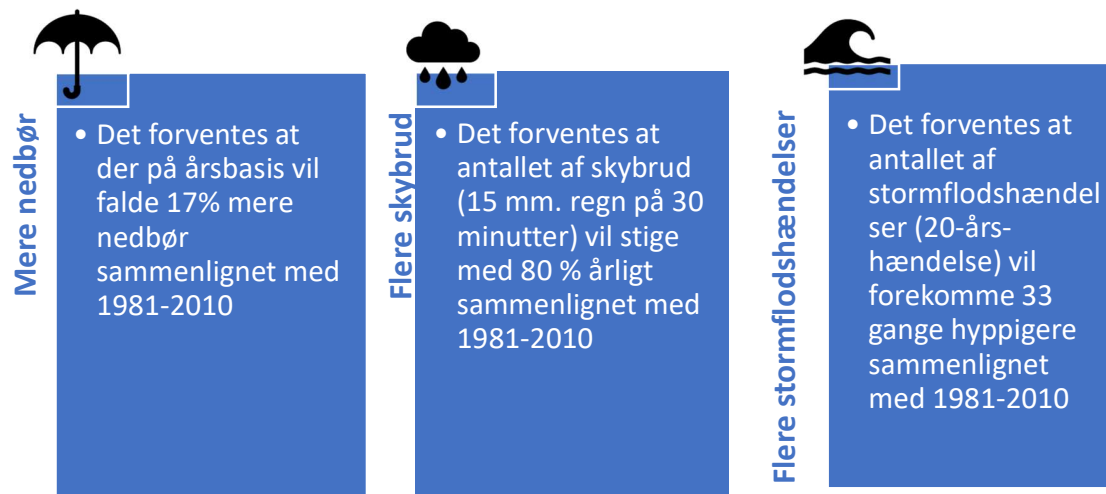 Mere nedbør
• Det forventes at
der på årsbasis vil
falde 17% mere
nedbør
sammenlignet med
1981-2010
Flere skybrud
• Det forventes at
antallet af skybrud
(15 mm. regn på 30
minutter) vil stige
med 80 % årligt
sammenlignet med
1981-2010
Flere stormflodshændelser
• Det forventes at
antallet af
stormflodshændel
ser (20-års-
hændelse) vil
forekomme 33
gange hyppigere
sammenlignet
med 1981-2010